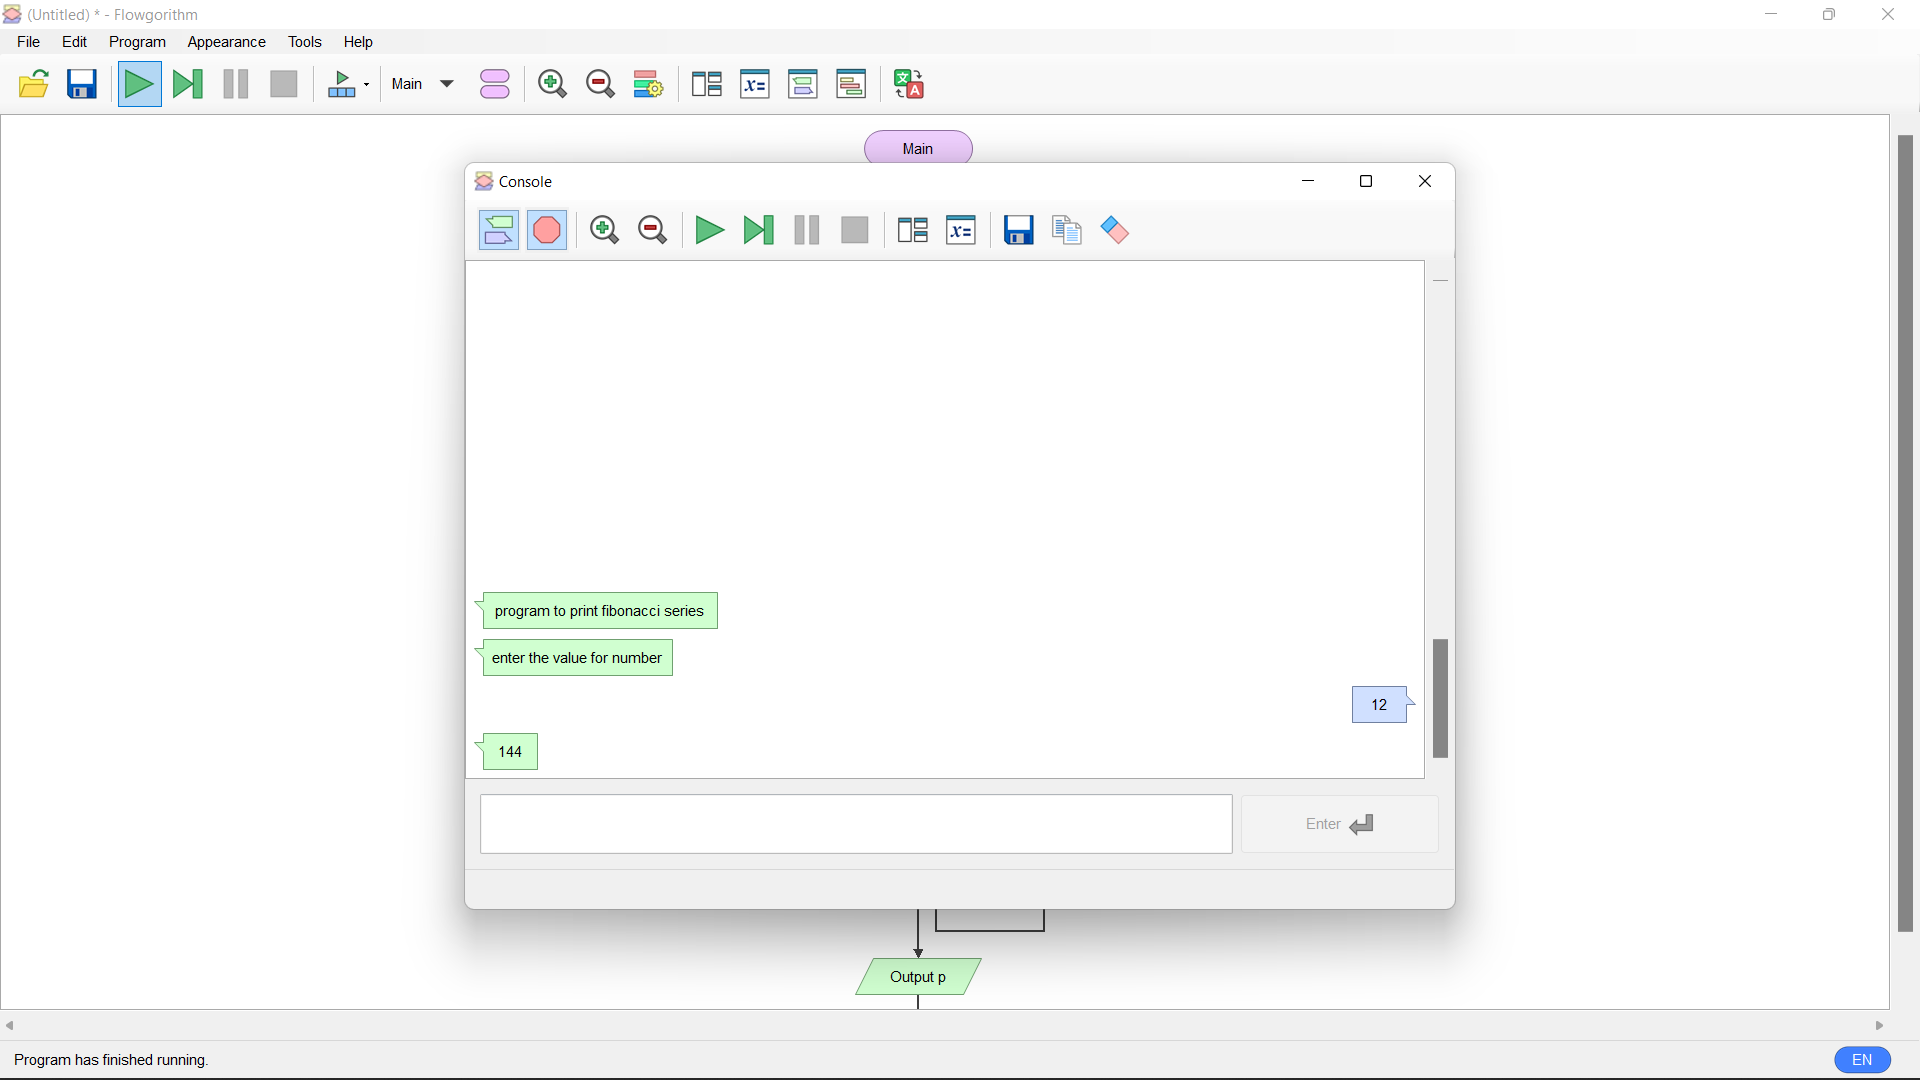 (Untitled) * - Flowgorithm
File Edit Program Appearance Tools Help
Main
x= 
A
Main
Console
x=
program to print fibonacci series
enter the value for number
12
144
Enter
Output p
Program has finished running.
EN